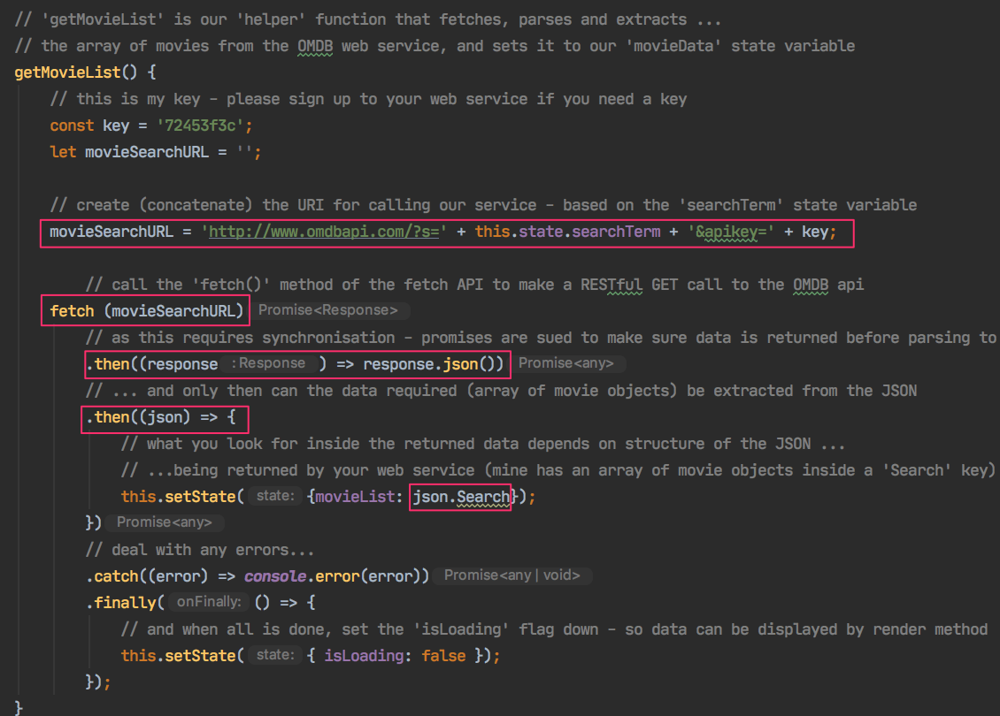 // 'getMovieList' is our 'helper' function that fetches, parses and extracts ...
// the array of movies from the OMDB web service, and sets it to our 'movieData' state variable
getMovieList() {
// this is my key - please sign up to your web service if you need a key
const key = '72453f3c';
let movieSearchURL = '';
// create (concatenate) the URI for calling our service - based on the 'searchTerm' state variable
movieSearchURL = 'http://www.omdbapi.com/?s=' + this.state.searchTerm + '&apikey=' + key;
// call the 'fetch()' method of the fetch API to make a RESTful GET call to the OMDB api
fetch (movieSearchURL) Promise<Response>
// as this requires synchronisation - promises are sued to make sure data is returned before parsing to
.then((response : Response ) => response.json()) Promise<any>
// ... and only then can the data required (array of movie objects) be extracted from the JSON
.then((json) => {
// what you look for inside the returned data depends on structure of the JSON ...
// ...being returned by your web service (mine has an array of movie objects inside a 'Search' key)
this.setState( state: {movieList: json.Search});
}) Promise<any>
// deal with any errors...
.catch((error) => console.error(error)) Promise<any | void>
.finally( onFinally: () => {
// and when all is done, set the 'isLoading' flag down - so data can be displayed by render method
this.setState( state: { isLoading: false });
});
}